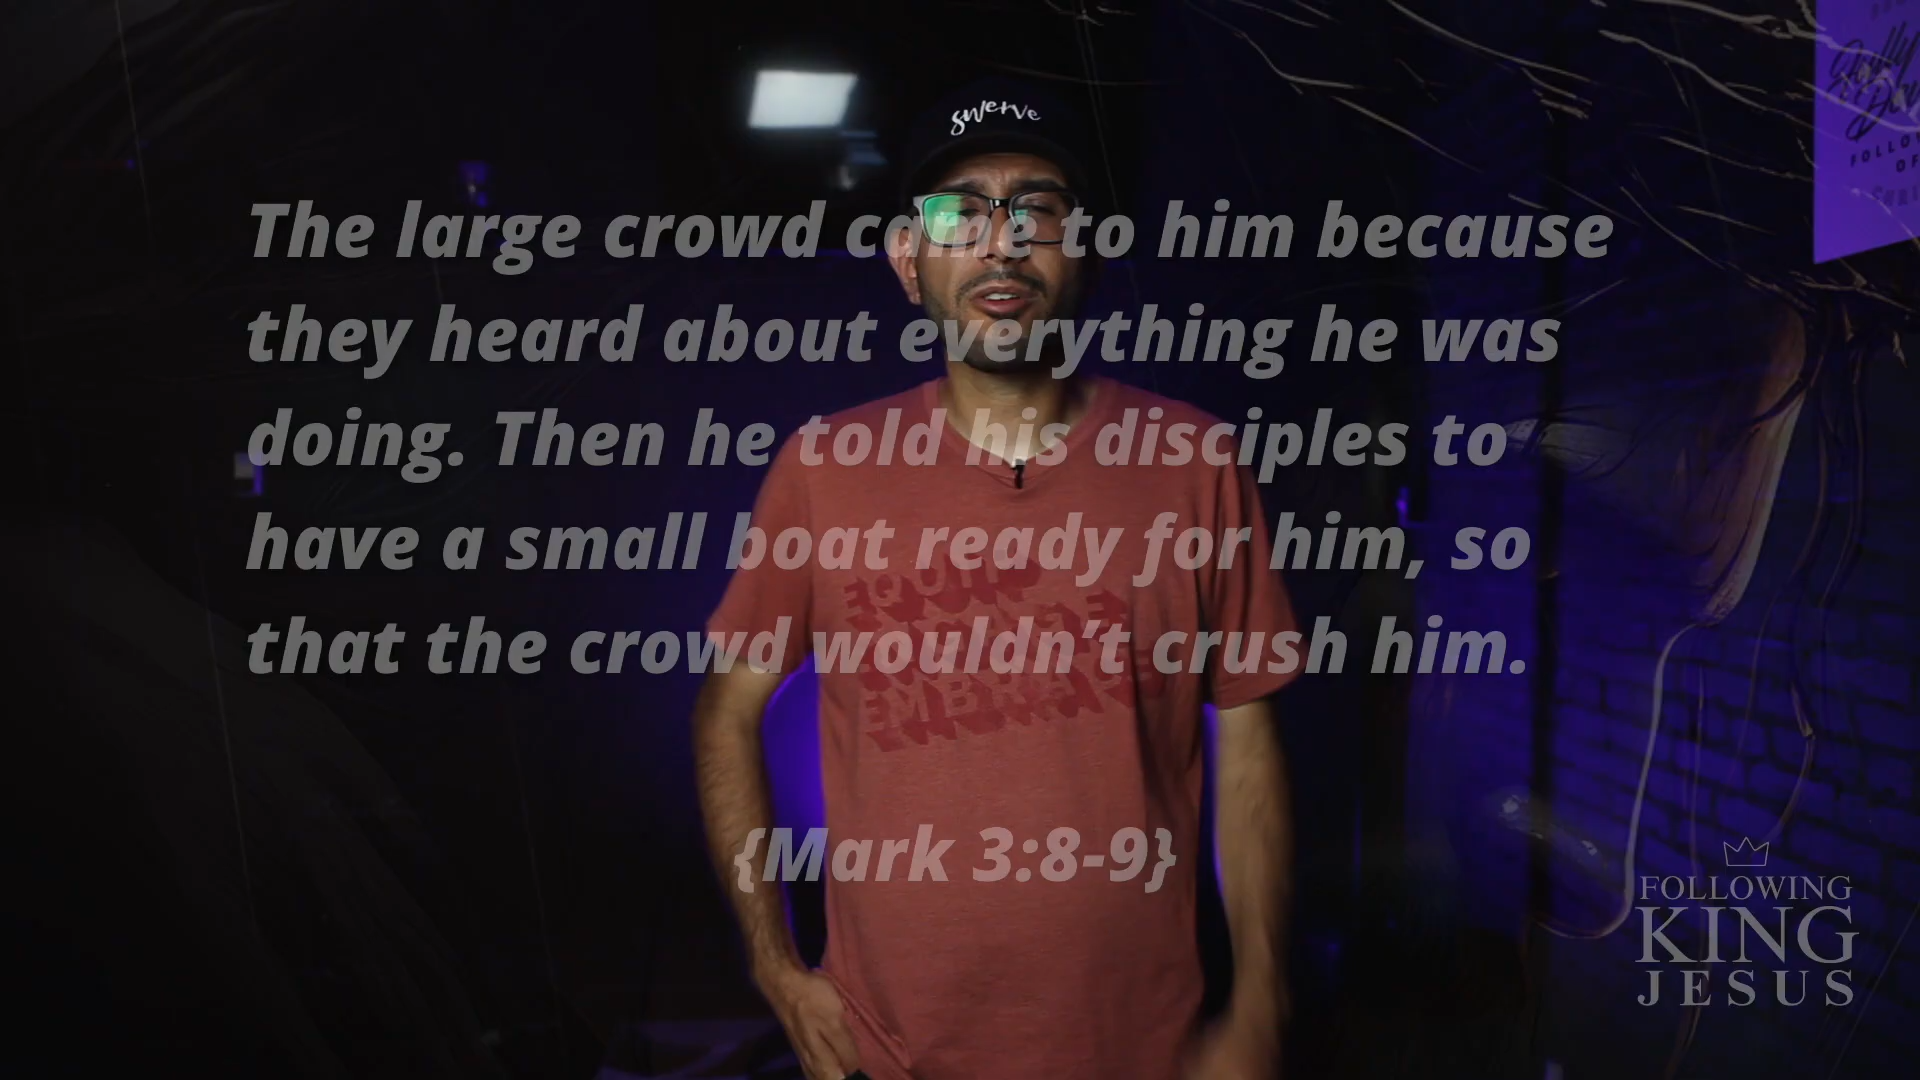 swerve
The large crowd came to him because
they heard about everything he was
doing. Then he told his disciples to
have a small boat ready for him, so
that the crowd wouldn’t crush him.
EQUIP
EMBRACE
{Mark 3:8-9}
FOLLOWING
KING
JESUS